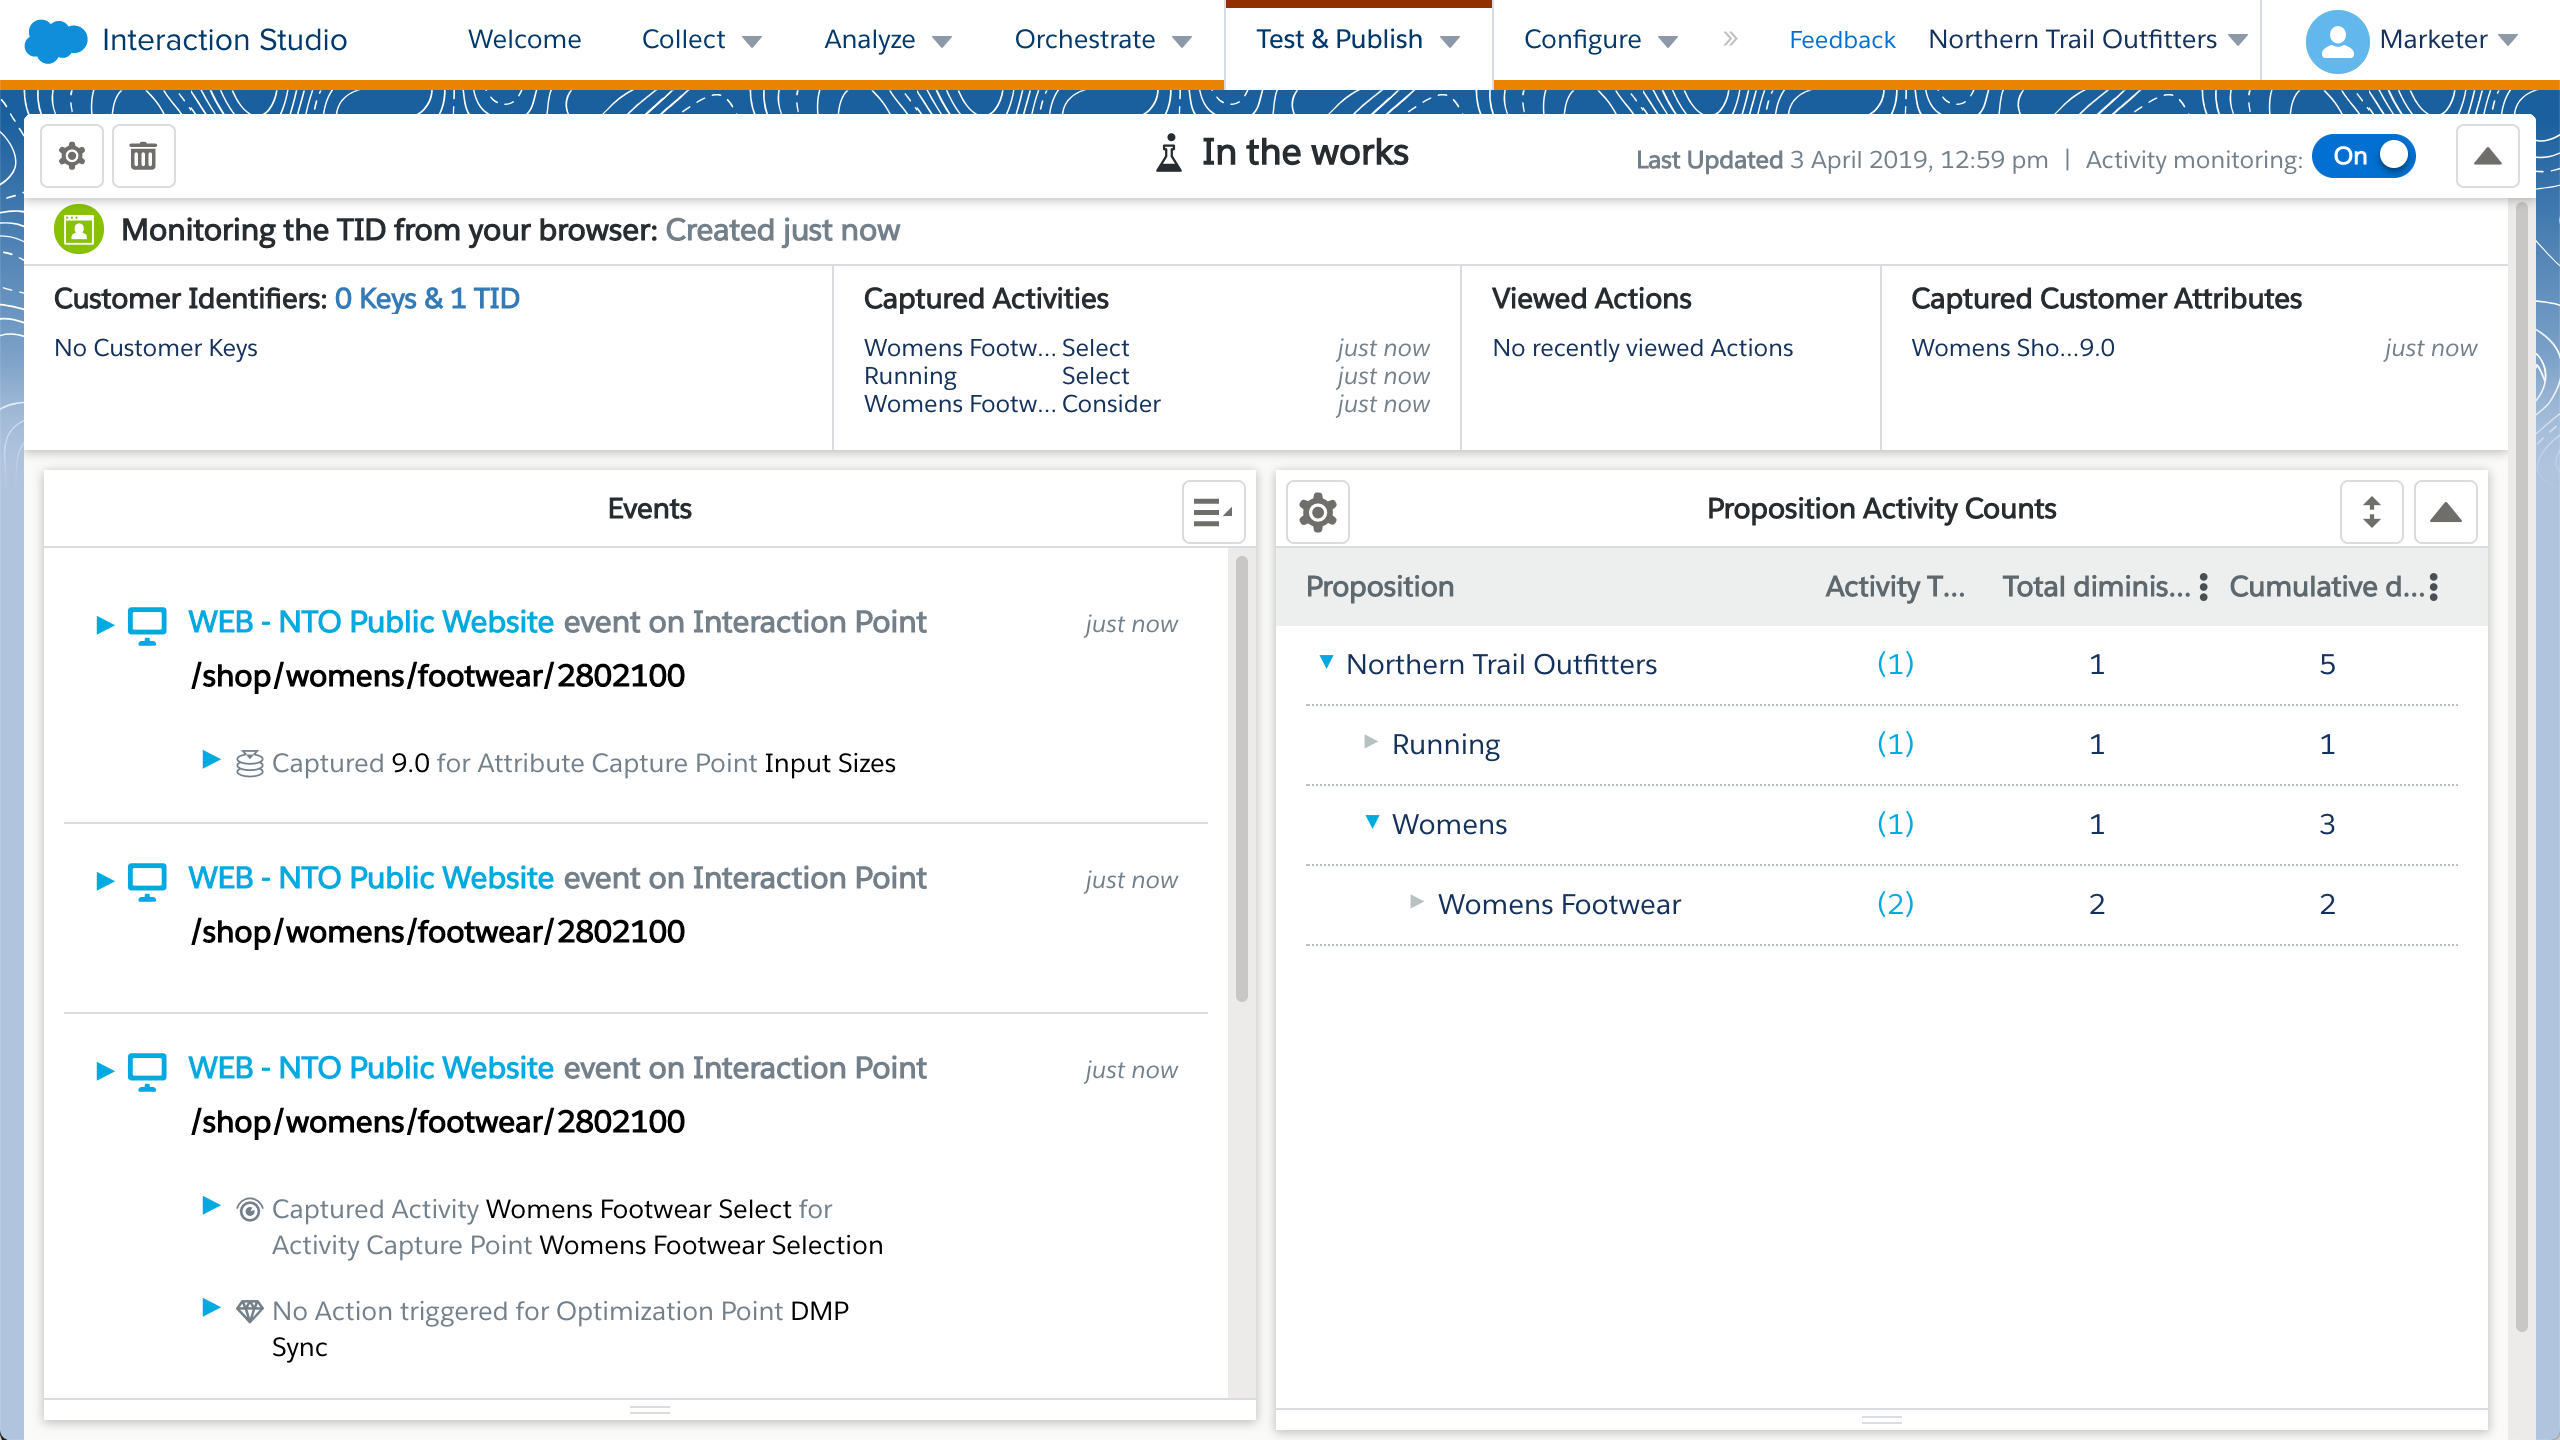 Interaction Studio
Welcome
Collect
Analyze
Orchestrate
Test & Publish
Configure
»
Feedback
Northern Trail Outfitters
Marketer
In the works
Last Updated 3 April 2019, 12:59 pm | Activity monitoring: On
Monitoring the TID from your browser: Created just now
Customer Identifiers: 0 Keys & 1 TID
No Customer Keys
Captured Activities
Womens Footw... Select just now
Running Select just now
Womens Footw... Consider just now
Viewed Actions
No recently viewed Actions
Captured Customer Attributes
Womens Sho...9.0 just now
Events
WEB - NTO Public Website event on Interaction Point just now
/shop/womens/footwear/2802100
Captured 9.0 for Attribute Capture Point Input Sizes
WEB - NTO Public Website event on Interaction Point just now
/shop/womens/footwear/2802100
WEB - NTO Public Website event on Interaction Point just now
/shop/womens/footwear/2802100
Captured Activity Womens Footwear Select for
Activity Capture Point Womens Footwear Selection
No Action triggered for Optimization Point DMP
Sync
Proposition Activity Counts
Proposition Activity T... Total diminis... Cumulative d...
Northern Trail Outfitters (1) 1 5
Running (1) 1 1
Womens (1) 1 3
Womens Footwear (2) 2 2